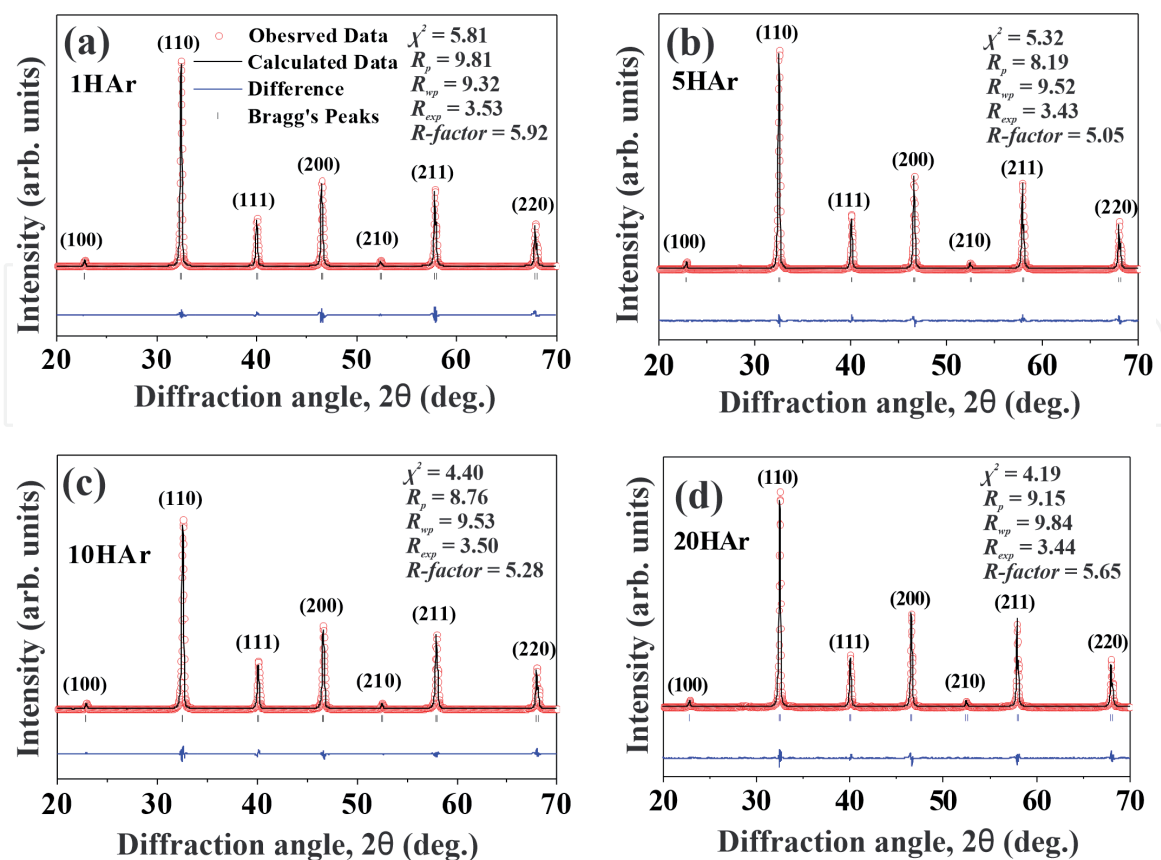 (a)
1HAr
Obesrved Data
Calculated Data
Difference
Bragg's Peaks
χ² = 5.81
Rp = 9.81
Rwp = 9.32
Rexp = 3.53
R-factor = 5.92
(100)
(110)
(111)
(200)
(210)
(211)
(220)
Intensity (arb. units)
20 30 40 50 60 70
Diffraction angle, 2θ (deg.)
(b)
5HAr
χ² = 5.32
Rp = 8.19
Rwp = 9.52
Rexp = 3.43
R-factor = 5.05
(100)
(110)
(111)
(200)
(210)
(211)
(220)
Intensity (arb. units)
20 30 40 50 60 70
Diffraction angle, 2θ (deg.)
(c)
10HAr
χ² = 4.40
Rp = 8.76
Rwp = 9.53
Rexp = 3.50
R-factor = 5.28
(100)
(110)
(111)
(200)
(210)
(211)
(220)
Intensity (arb. units)
20 30 40 50 60 70
Diffraction angle, 2θ (deg.)
(d)
20HAr
χ² = 4.19
Rp = 9.15
Rwp = 9.84
Rexp = 3.44
R-factor = 5.65
(100)
(110)
(111)
(200)
(210)
(211)
(220)
Intensity (arb. units)
20 30 40 50 60 70
Diffraction angle, 2θ (deg.)